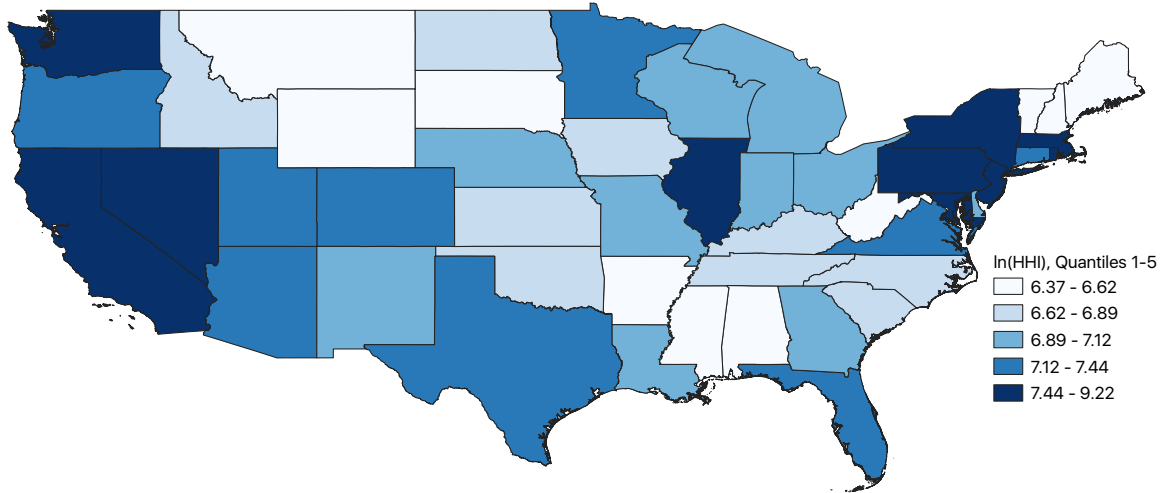 ln(HHI), Quantiles 1-5
6.37 - 6.62
6.62 - 6.89
6.89 - 7.12
7.12 - 7.44
7.44 - 9.22